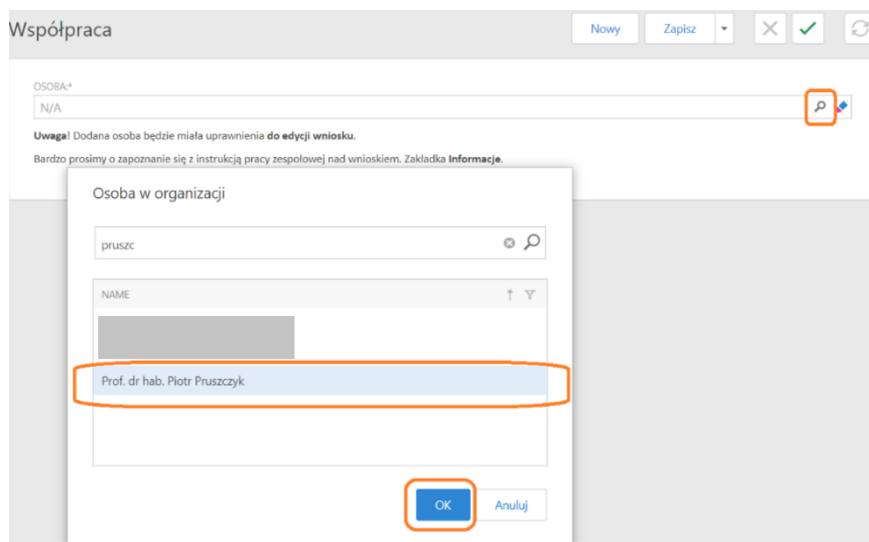 Współpraca
Nowy
Zapisz
OSOBA:*
N/A
Uwaga! Dodana osoba będzie miała uprawnienia do edycji wniosku.
Bardzo prosimy o zapoznanie się z instrukcją pracy zespołowej nad wnioskiem. Zakładka Informacje.
Osoba w organizacji
pruszc
NAME
Prof. dr hab. Piotr Pruszczyk
OK
Anuluj